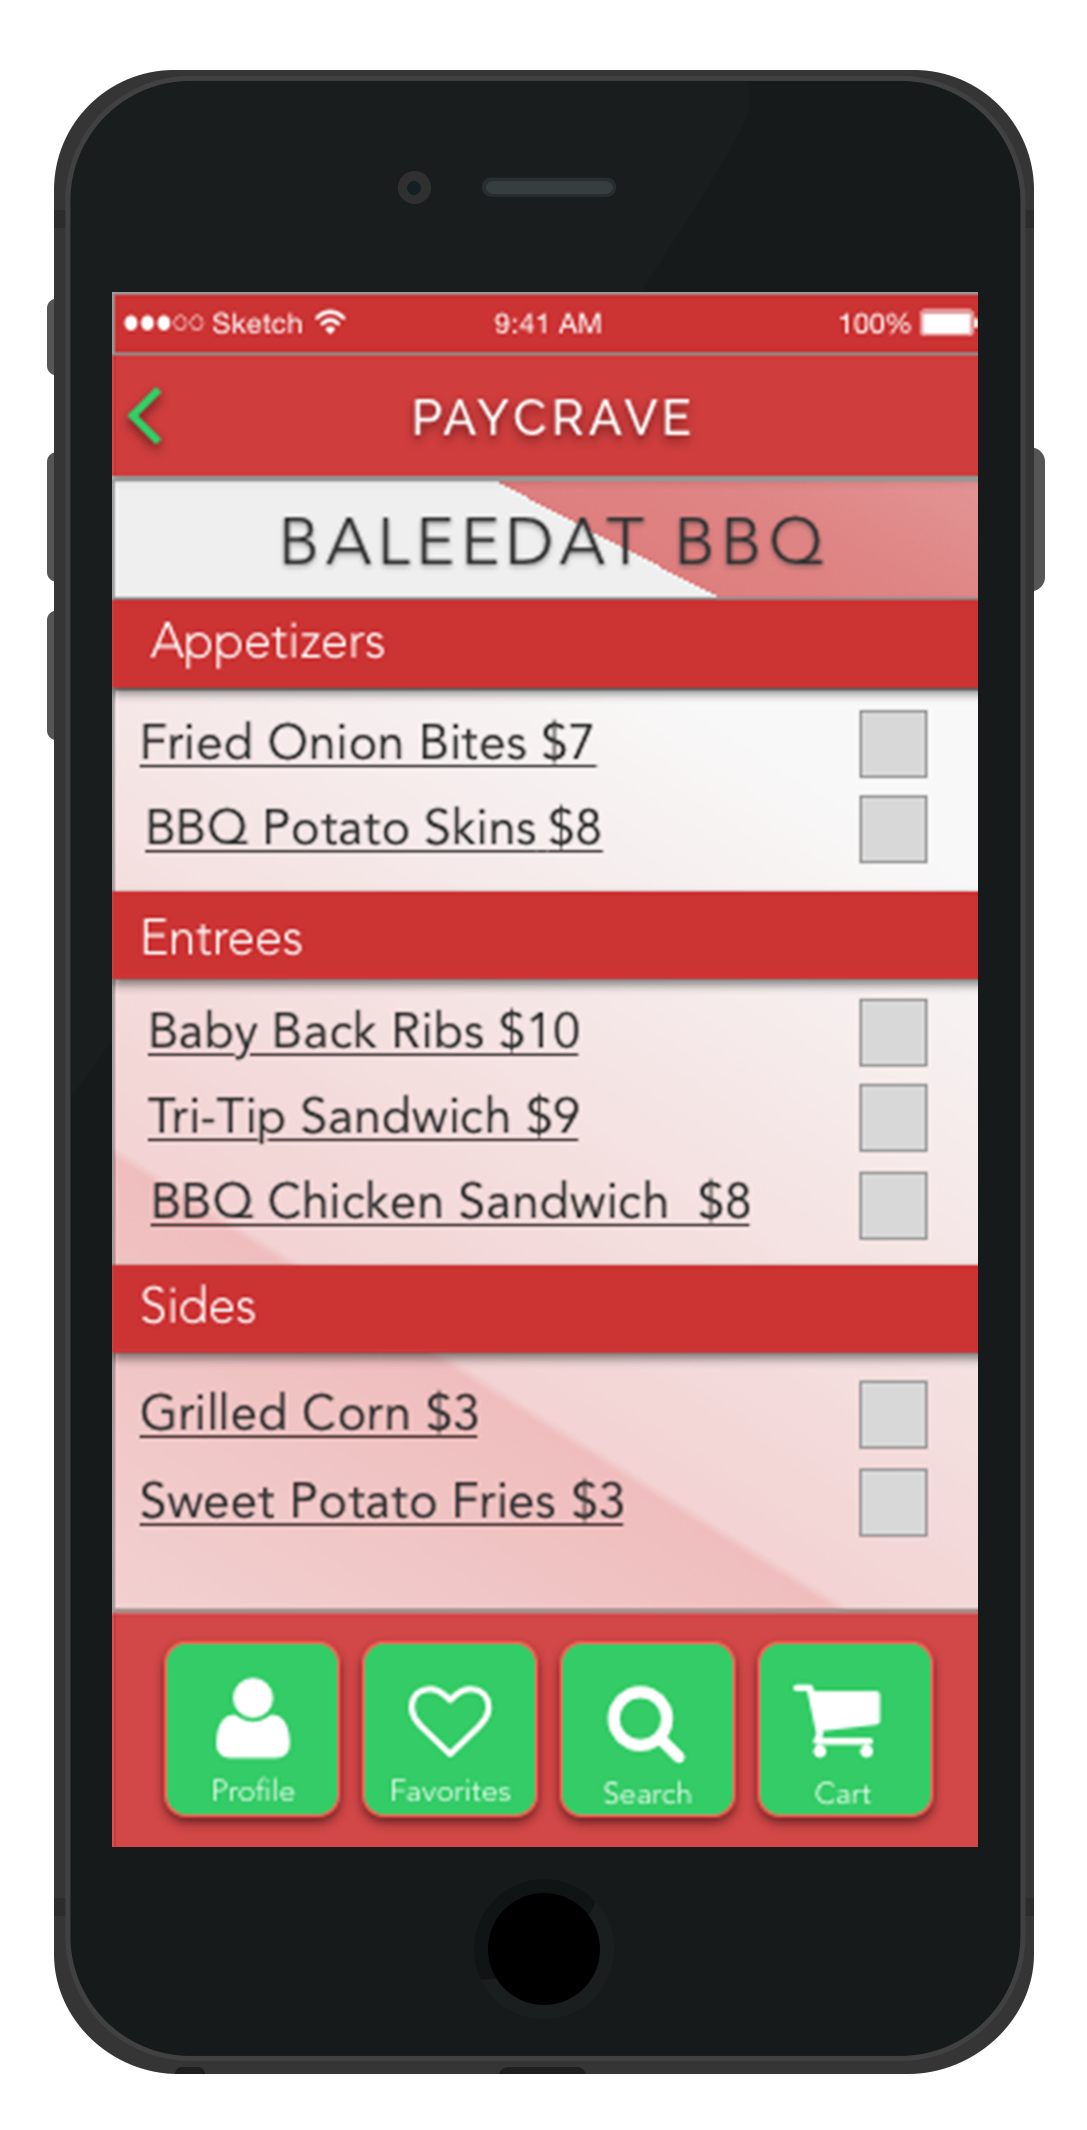 Sketch 9:41 AM 100%
PAYCRAVE
BALEEDAT BBQ
Appetizers
Fried Onion Bites $7
BBQ Potato Skins $8
Entrees
Baby Back Ribs $10
Tri-Tip Sandwich $9
BBQ Chicken Sandwich $8
Sides
Grilled Corn $3
Sweet Potato Fries $3
Profile Favorites Search Cart